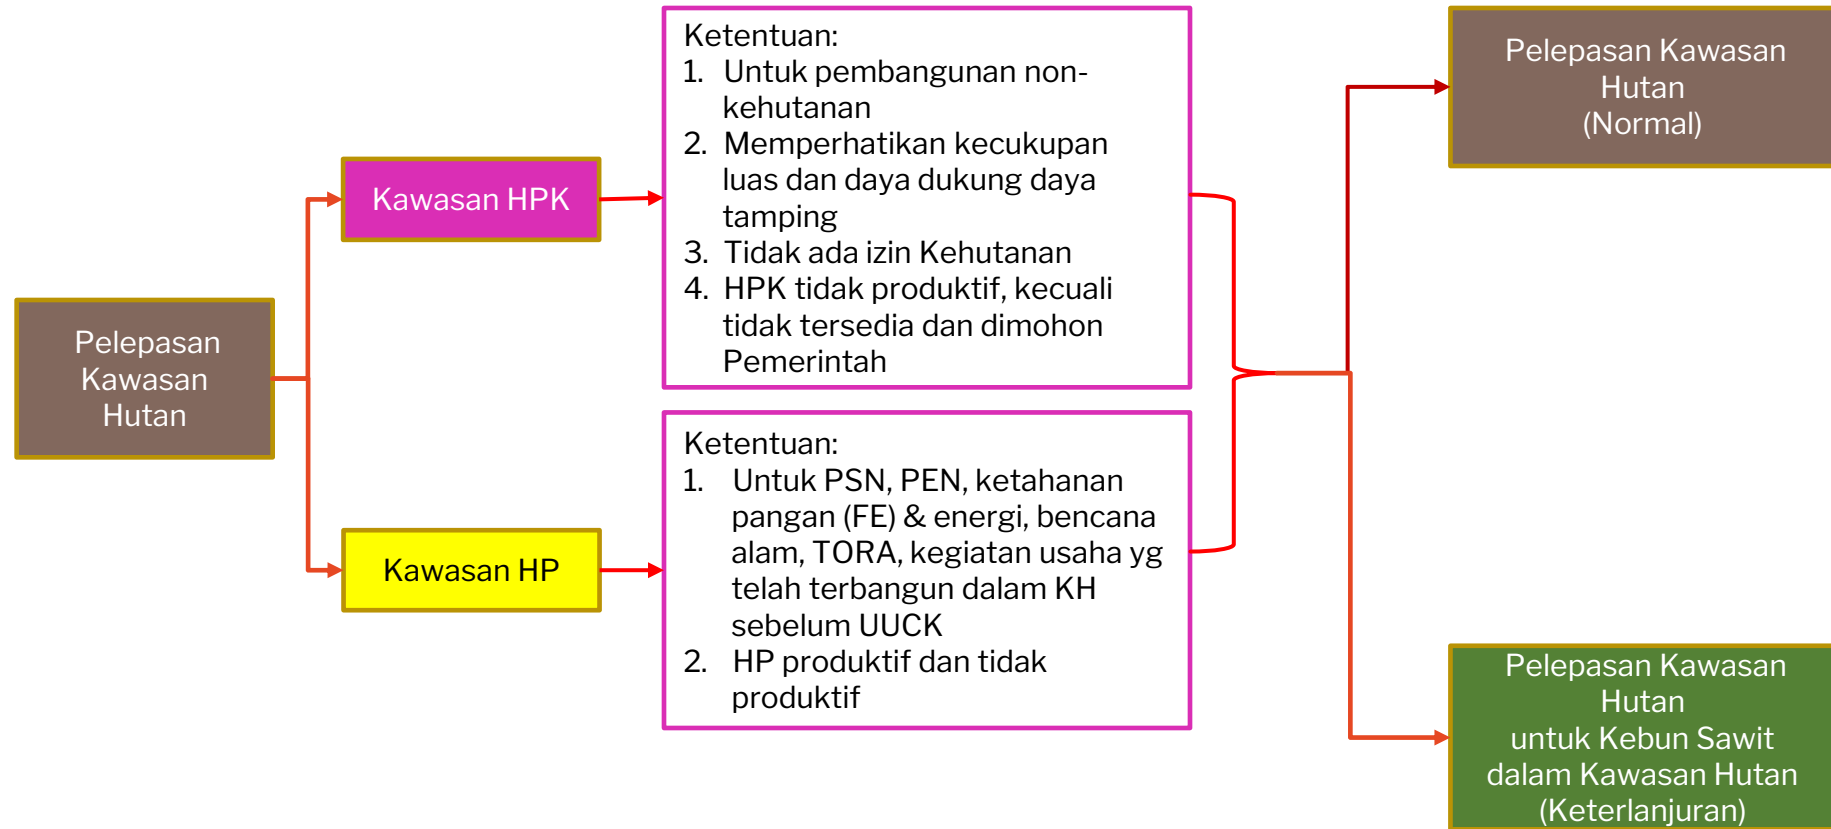 Pelepasan
Kawasan
Hutan
Kawasan HPK
Ketentuan:
1. Untuk pembangunan non-
kehutanan
2. Memperhatikan kecukupan
luas dan daya dukung daya
tamping
3. Tidak ada izin Kehutanan
4. HPK tidak produktif, kecuali
tidak tersedia dan dimohon
Pemerintah
Kawasan HP
Ketentuan:
1. Untuk PSN, PEN, ketahanan
pangan (FE) & energi, bencana
alam, TORA, kegiatan usaha yg
telah terbangun dalam KH
sebelum UUCK
2. HP produktif dan tidak
produktif
Pelepasan Kawasan
Hutan
(Normal)
Pelepasan Kawasan
Hutan
untuk Kebun Sawit
dalam Kawasan Hutan
(Keterlanjuran)